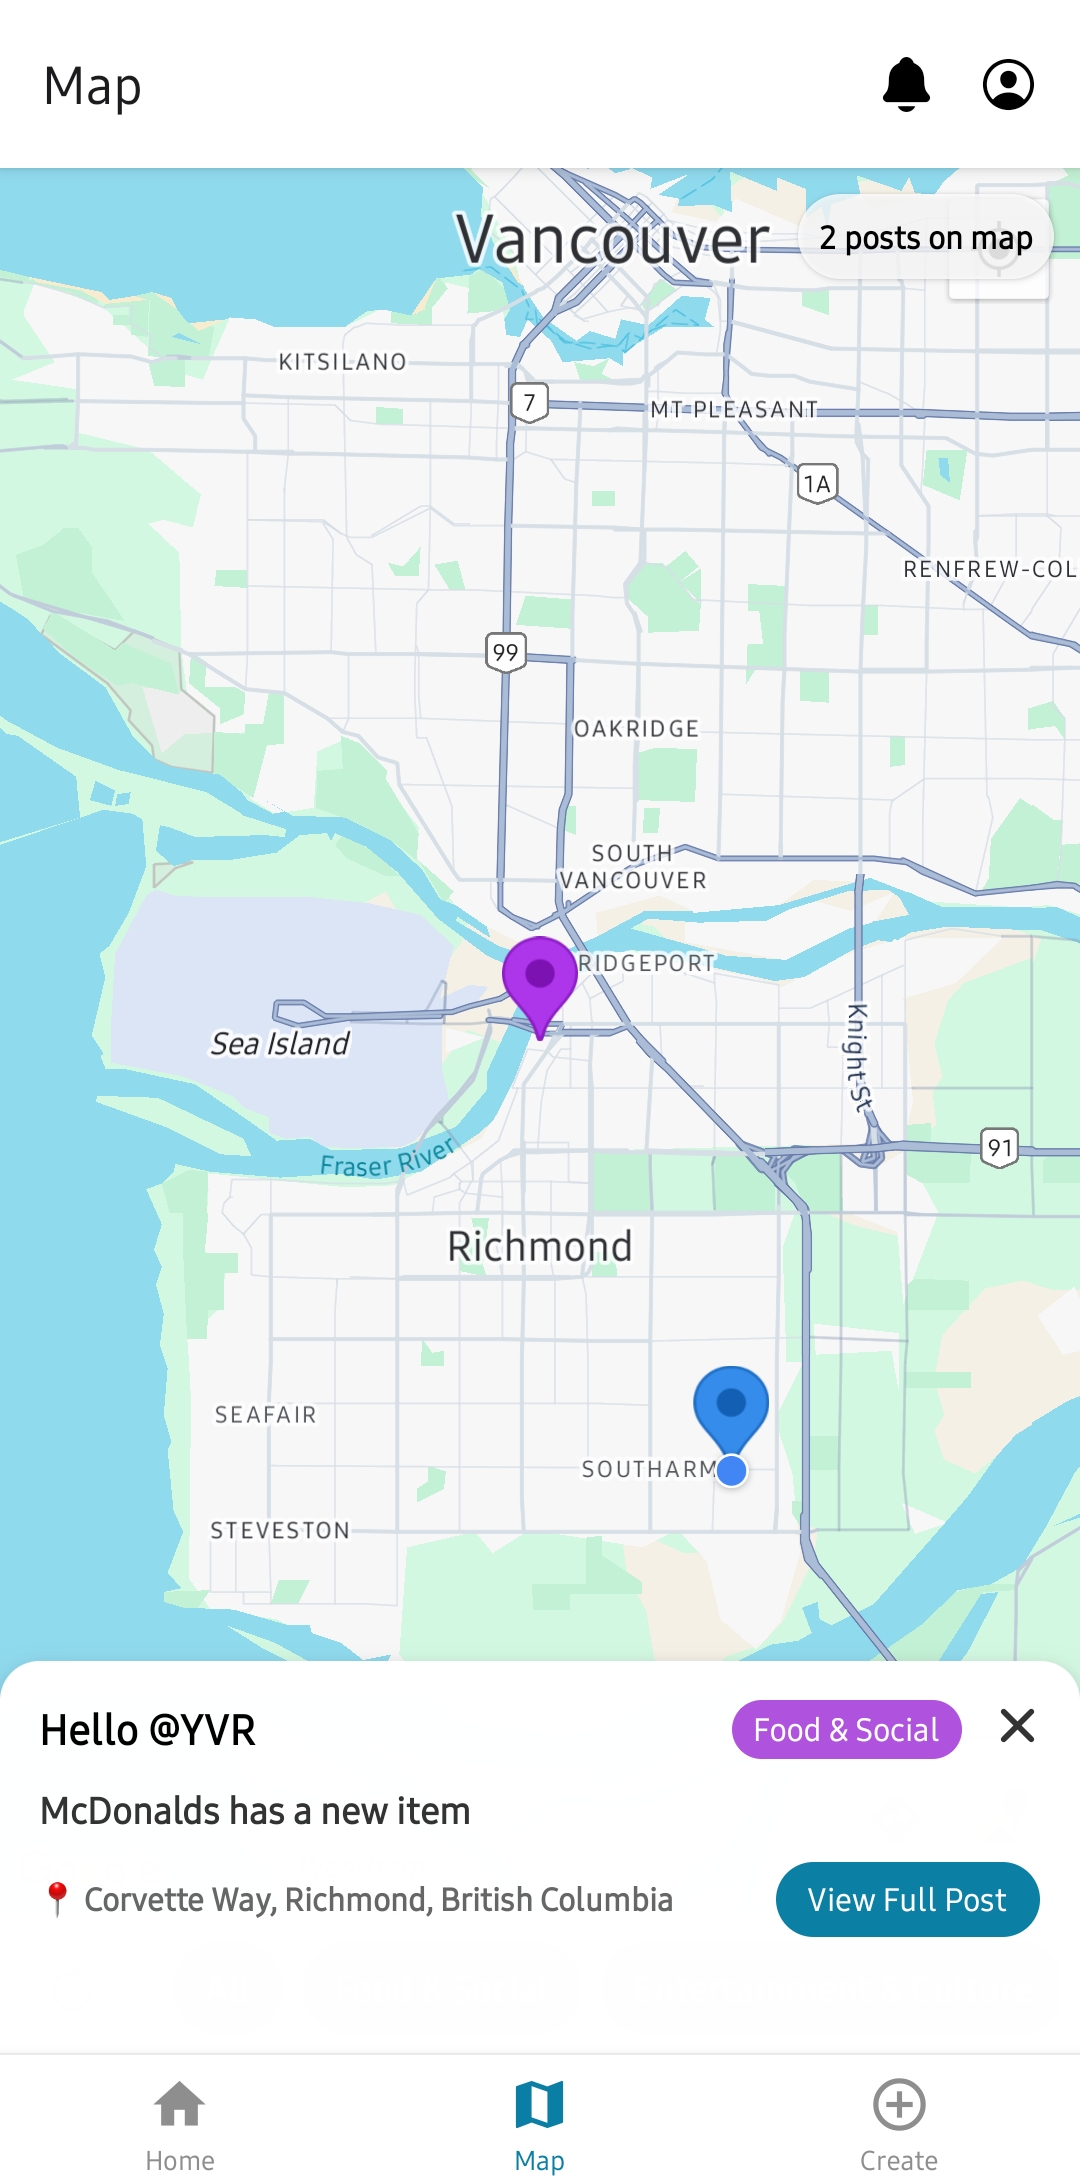 Map
Vancouver
2 posts on map
KITSILANO
7
MT PLEASANT
1A
RENFREW-COL
99
OAKRIDGE
SOUTH
VANCOUVER
RIDGEPORT
Sea Island
Knight St
91
Fraser River
Richmond
SEAFAIR
SOUTHARM
STEVESTON
Hello @YVR
Food & Social
McDonalds has a new item
Corvette Way, Richmond, British Columbia
View Full Post
Home
Map
Create